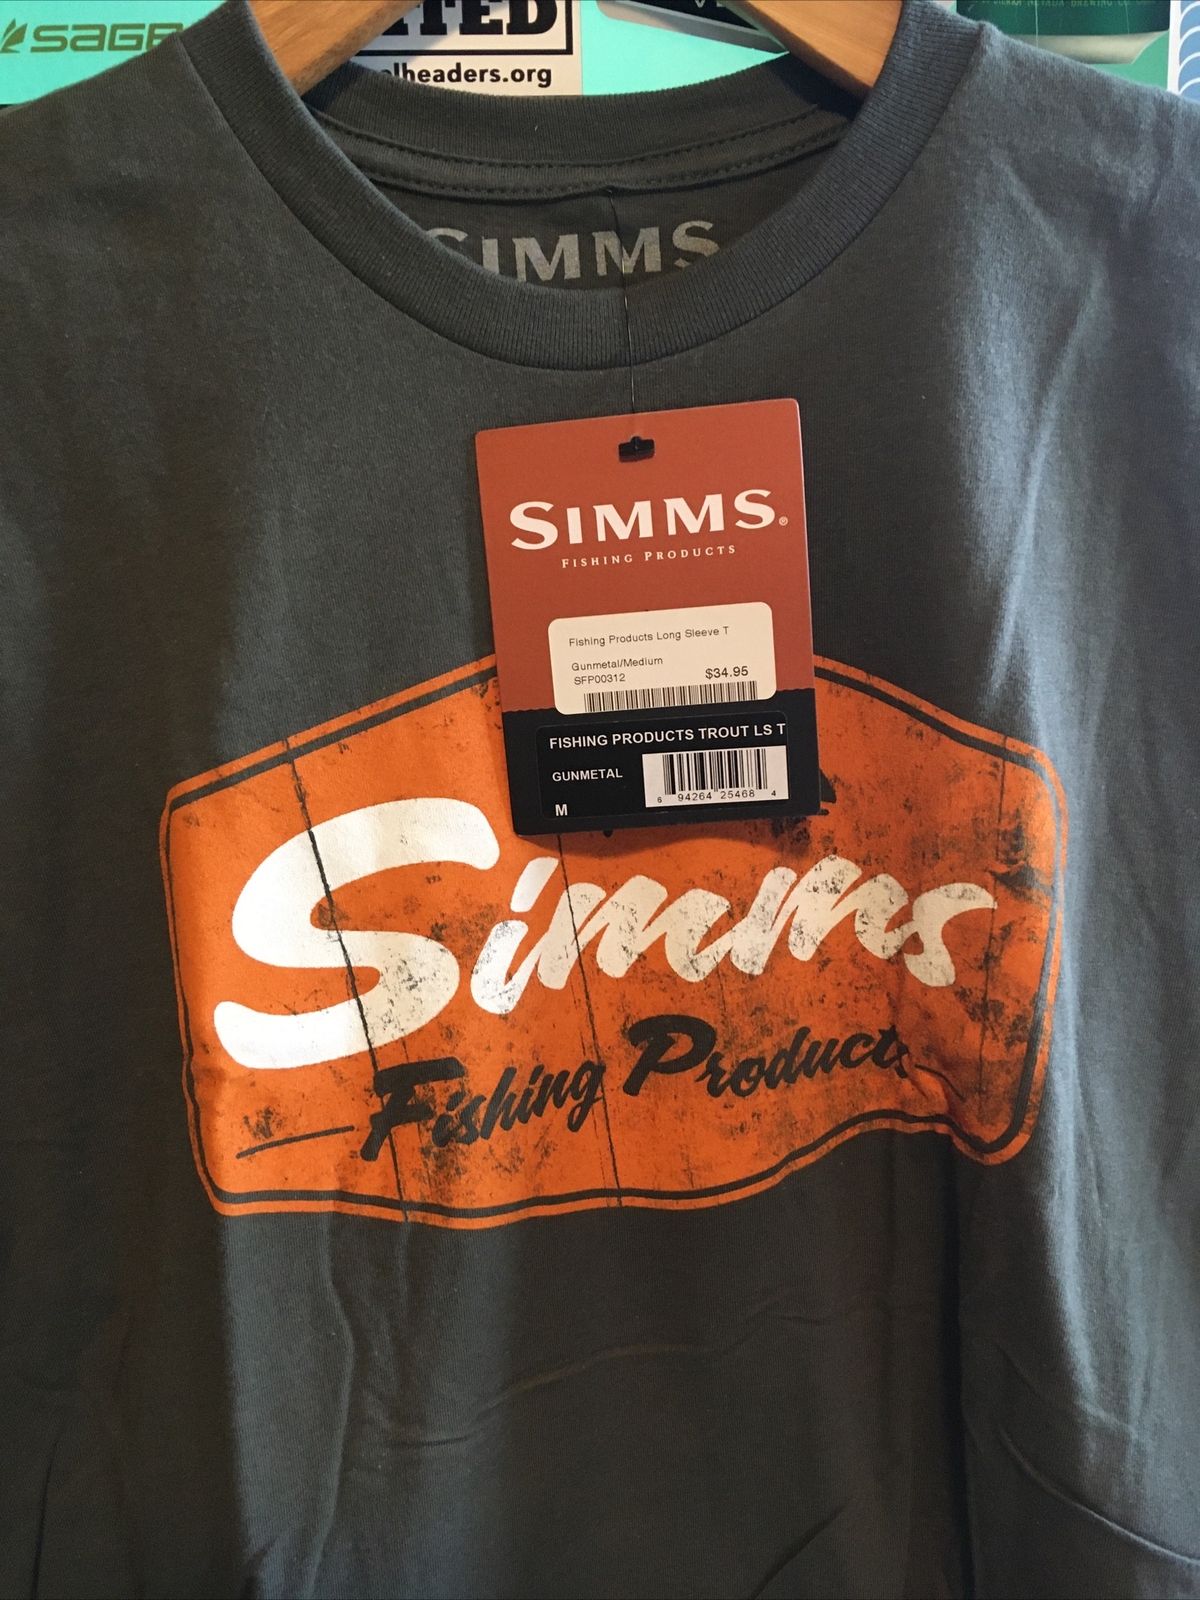 SAGE
lheaders.org
SIMMS
SIMMS®
FISHING PRODUCTS
Fishing Products Long Sleeve T
Gunmetal/Medium
SFP00312
$34.95
FISHING PRODUCTS TROUT LS T
GUNMETAL
6 94264 25468 4
M
Simms
Fishing Products